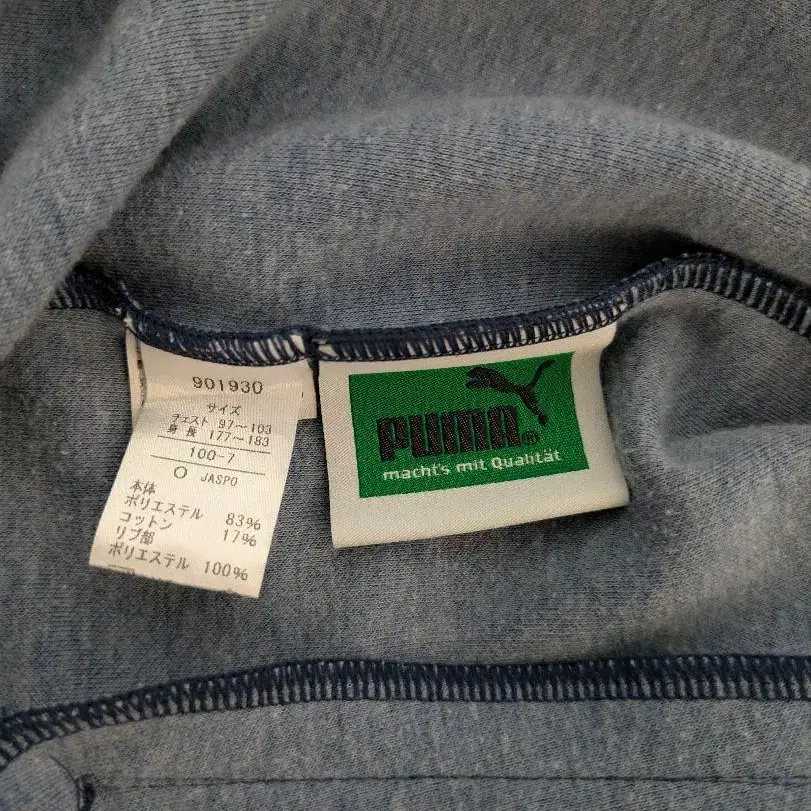 901930
サイズ
チェスト 97～103
身長 177～183
100-7
O JASPO
本体
ポリエステル 83%
コットン 17%
リブ部
ポリエステル 100%
PUMA®
macht's mit Qualität